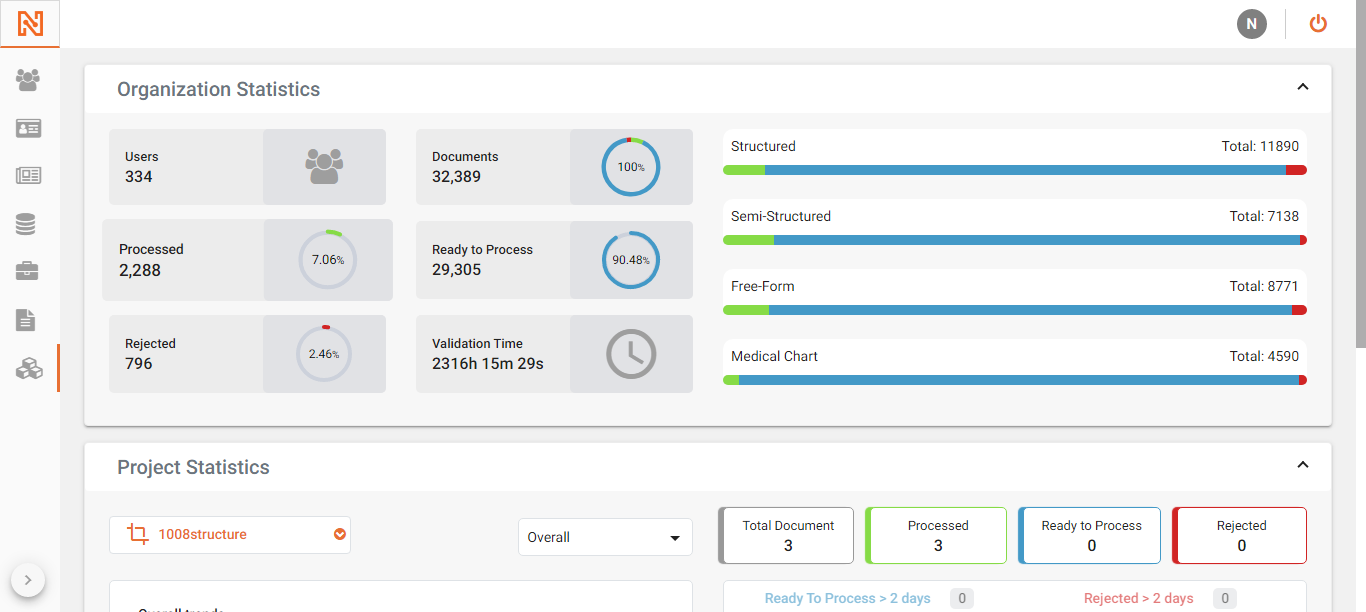 N
Organization Statistics
Users
334
Documents
32,389
100%
Processed
2,288
7.06%
Ready to Process
29,305
90.48%
Rejected
796
2.46%
Validation Time
2316h 15m 29s
Structured Total: 11890
Semi-Structured Total: 7138
Free-Form Total: 8771
Medical Chart Total: 4590
Project Statistics
1008structure
Overall
Total Document
3
Processed
3
Ready to Process
0
Rejected
0
Overall trends
Ready To Process > 2 days 0
Rejected > 2 days 0